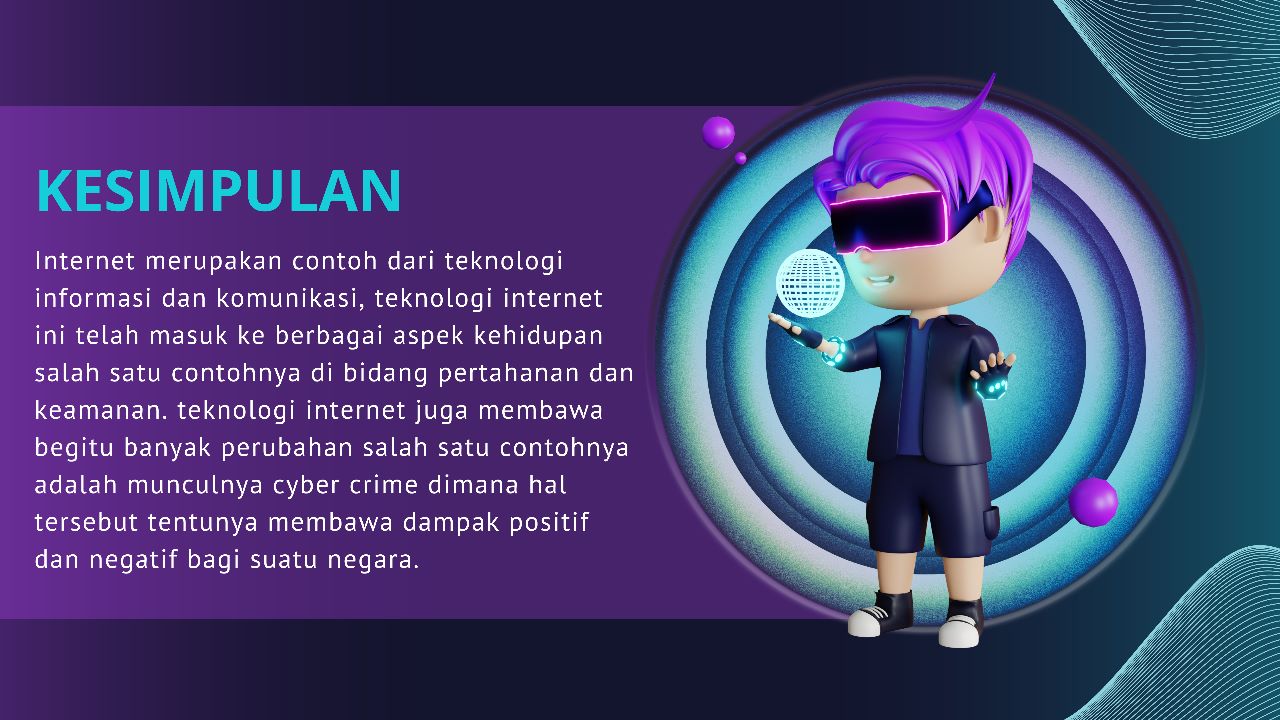 KESIMPULAN
Internet merupakan contoh dari teknologi
informasi dan komunikasi, teknologi internet
ini telah masuk ke berbagai aspek kehidupan
salah satu contohnya di bidang pertahanan dan
keamanan. teknologi internet juga membawa
begitu banyak perubahan salah satu contohnya
adalah munculnya cyber crime dimana hal
tersebut tentunya membawa dampak positif
dan negatif bagi suatu negara.